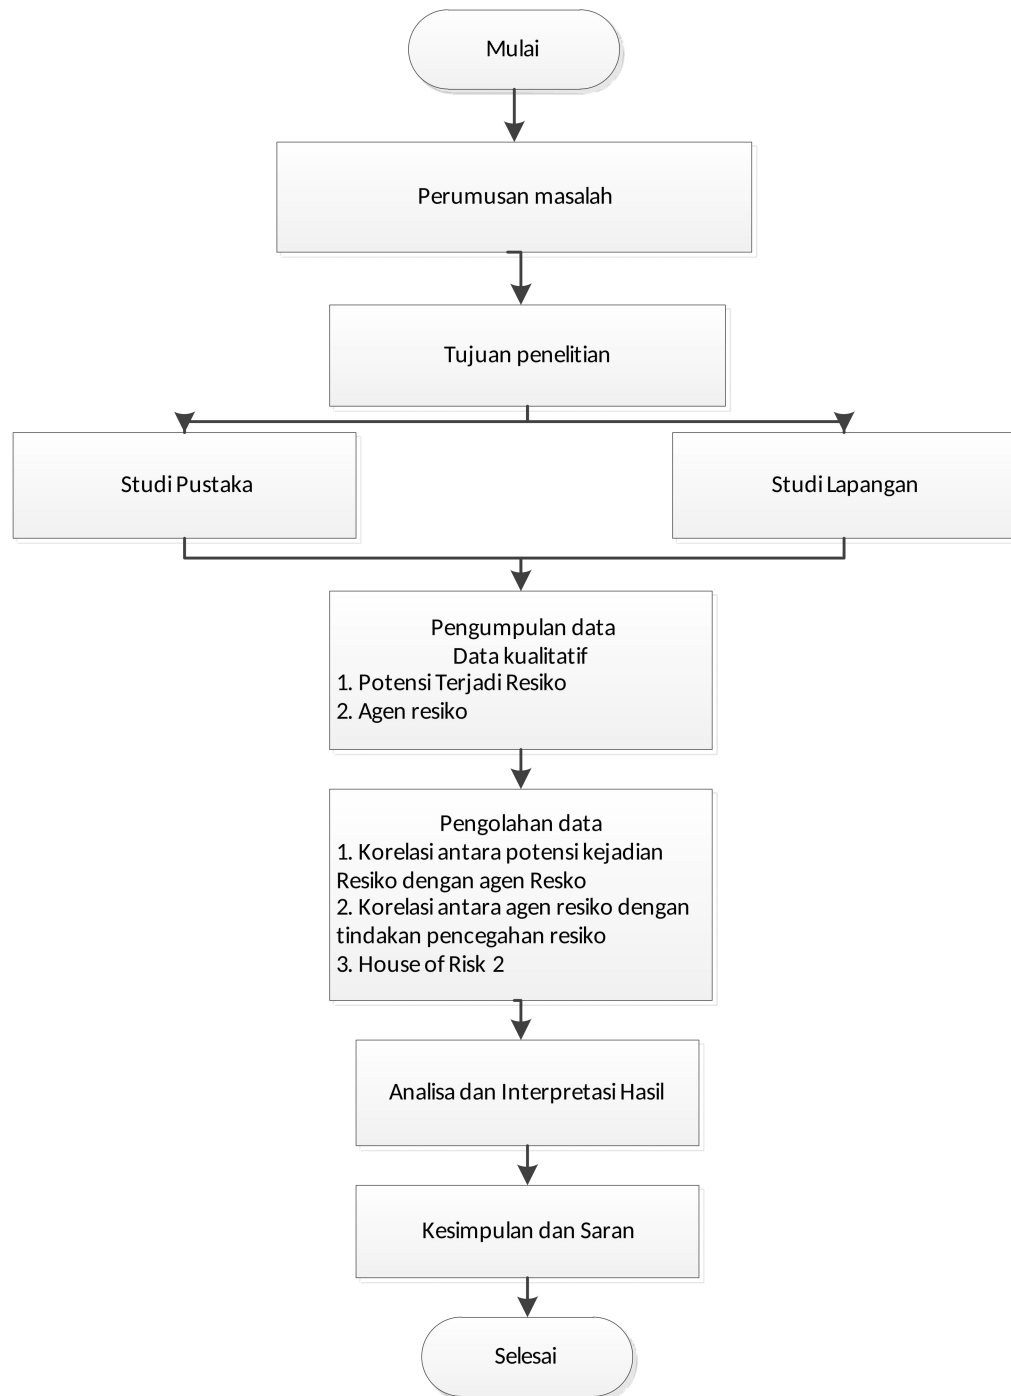 Mulai
Perumusan masalah
Tujuan penelitian
Studi Pustaka
Studi Lapangan
Pengumpulan data
Data kualitatif
1. Potensi Terjadi Resiko
2. Agen resiko
Pengolahan data
1. Korelasi antara potensi kejadian
Resiko dengan agen Resko
2. Korelasi antara agen resiko dengan
tindakan pencegahan resiko
3. House of Risk 2
Analisa dan Interpretasi Hasil
Kesimpulan dan Saran
Selesai